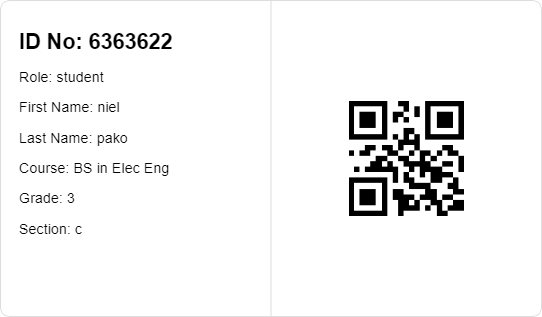 ID No: 6363622
Role: student
First Name: niel
Last Name: pako
Course: BS in Elec Eng
Grade: 3
Section: c